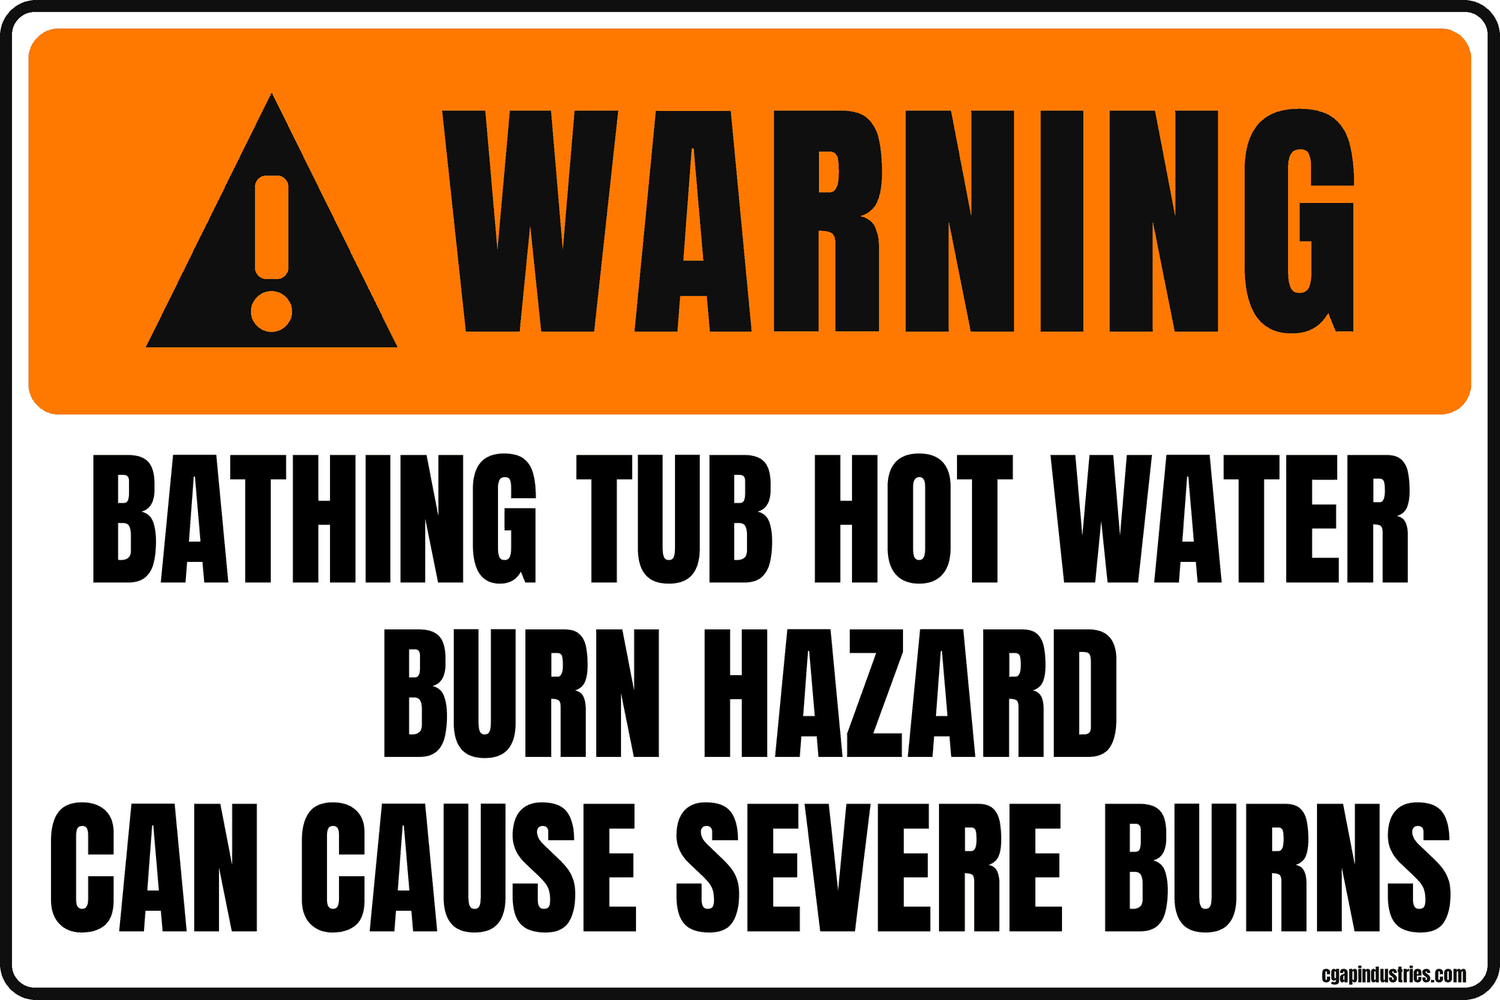 WARNING
BATHING TUB HOT WATER
BURN HAZARD
CAN CAUSE SEVERE BURNS
cgapindustries.com